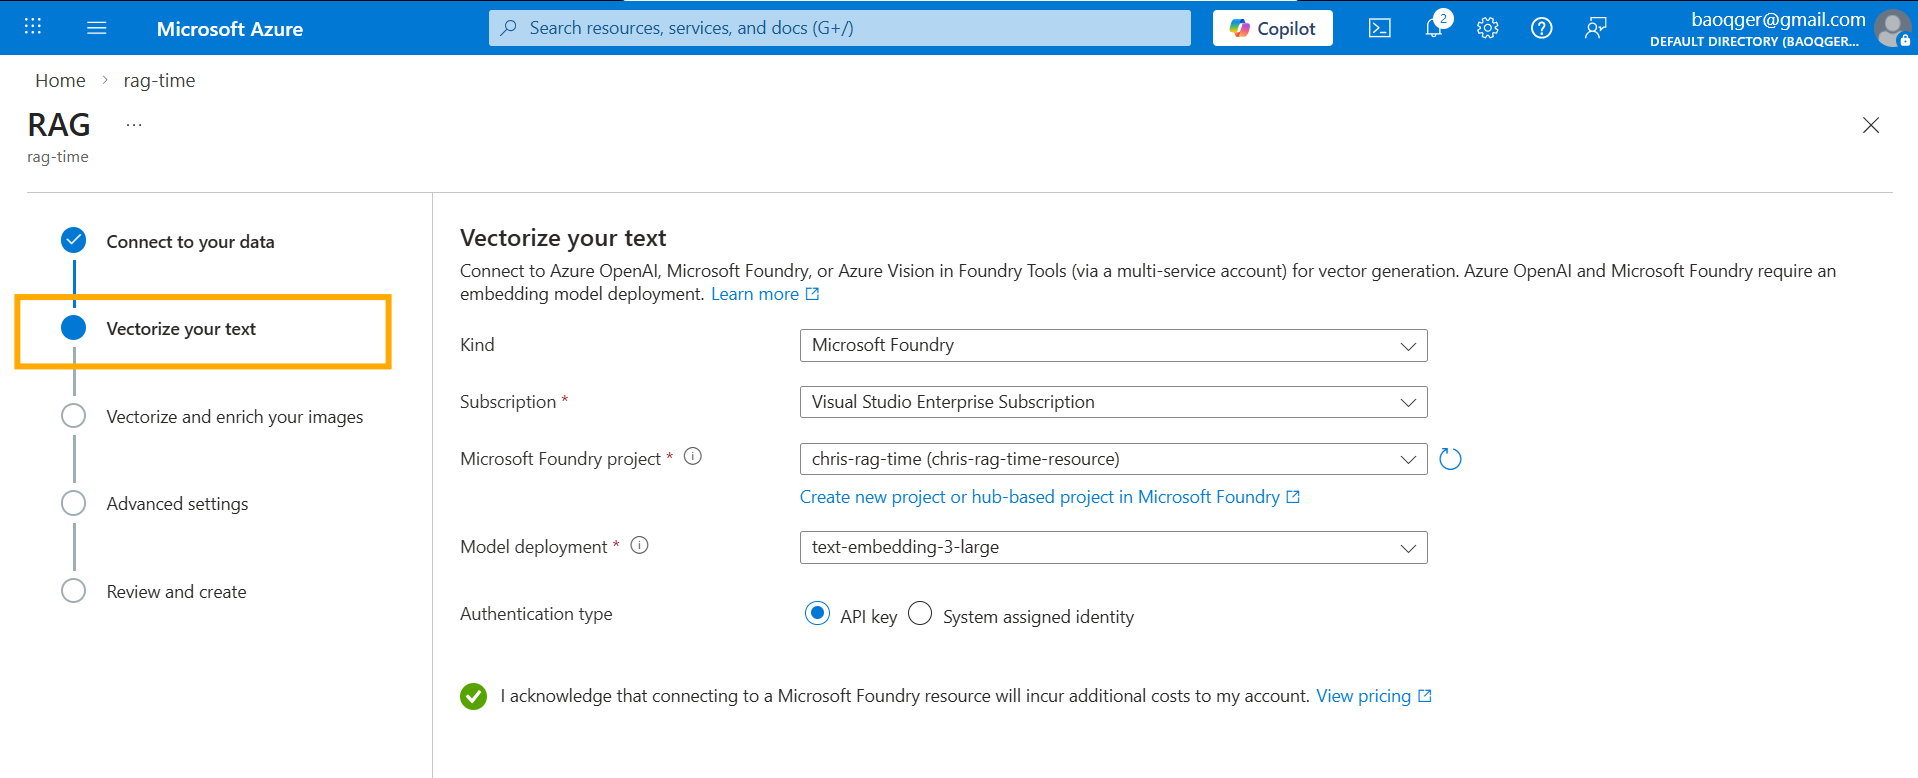 Microsoft Azure
Search resources, services, and docs (G+/)
Copilot
2
baoqger@gmail.com
DEFAULT DIRECTORY (BAOQGER...
Home > rag-time
RAG ...
rag-time
Connect to your data
Vectorize your text
Vectorize and enrich your images
Advanced settings
Review and create
Vectorize your text
Connect to Azure OpenAI, Microsoft Foundry, or Azure Vision in Foundry Tools (via a multi-service account) for vector generation. Azure OpenAI and Microsoft Foundry require an
embedding model deployment. Learn more
Kind
Microsoft Foundry
Subscription *
Visual Studio Enterprise Subscription
Microsoft Foundry project *
chris-rag-time (chris-rag-time-resource)
Create new project or hub-based project in Microsoft Foundry
Model deployment *
text-embedding-3-large
Authentication type
API key
System assigned identity
I acknowledge that connecting to a Microsoft Foundry resource will incur additional costs to my account. View pricing